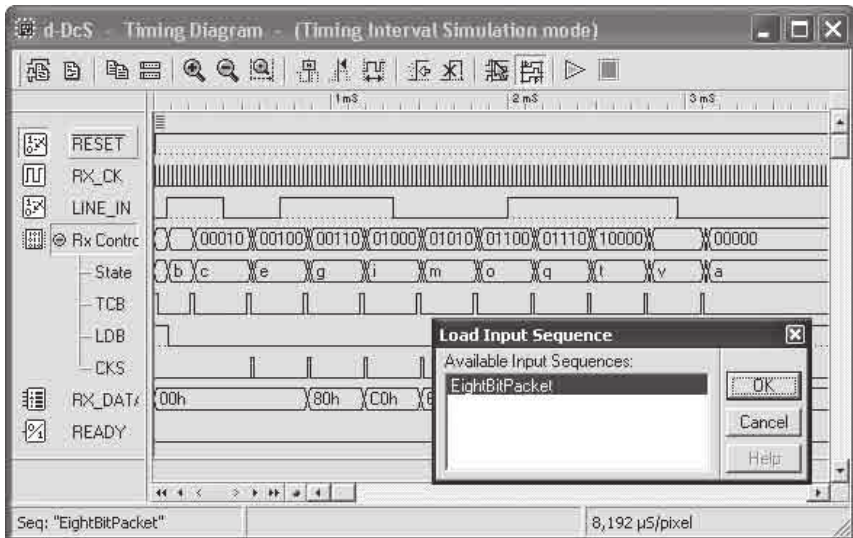 d-DcS - Timing Diagram - (Timing Interval Simulation mode)
1 mS 2 mS 3 mS
RESET
RX_CK
LINE_IN
Rx Contrc 00010 00100 00110 01000 01010 01100 01110 10000 00000
State b c e g i m o q t v a
TCB
LDB
CKS
RX_DATA 00h 80h C0h
READY
Load Input Sequence
Available Input Sequences:
EightBitPacket
OK
Cancel
Help
Seq: "EightBitPacket" 8,192 µS/pixel